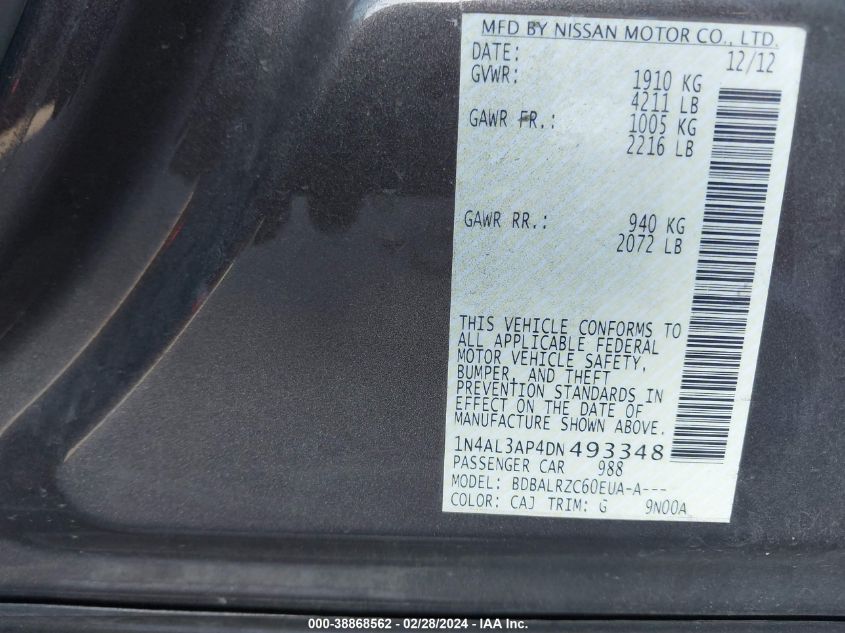 MFD BY NISSAN MOTOR CO., LTD.
DATE: 12/12
GVWR: 1910 KG
4211 LB
GAWR FR.: 1005 KG
2216 LB
GAWR RR.: 940 KG
2072 LB
THIS VEHICLE CONFORMS TO
ALL APPLICABLE FEDERAL
MOTOR VEHICLE SAFETY,
BUMPER, AND THEFT
PREVENTION STANDARDS IN
EFFECT ON THE DATE OF
MANUFACTURE SHOWN ABOVE.
1N4AL3AP4DN493348
PASSENGER CAR 988
MODEL: BDBALRZC60EUA-A---
COLOR: CAJ TRIM: G 9N00A
000-38868562 - 02/28/2024 - IAA Inc.